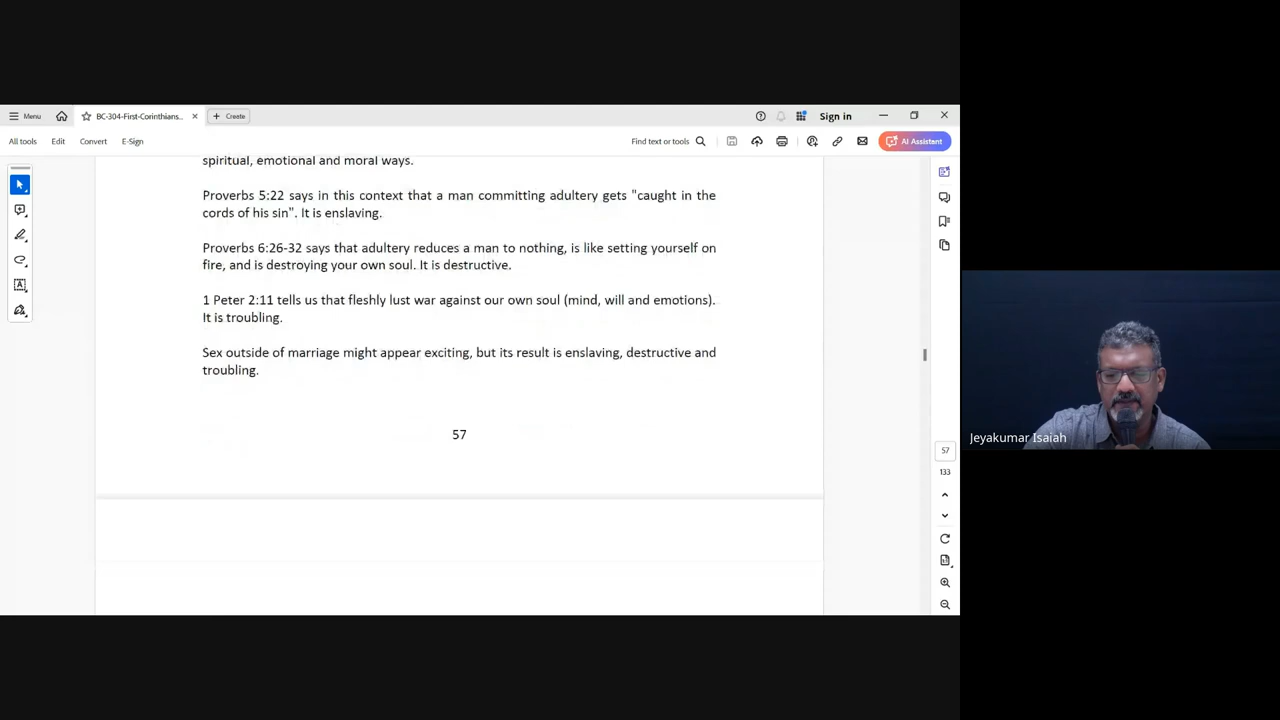 Menu
BC-304-First-Corinthians...
Create
Sign in
All tools
Edit
Convert
E-Sign
Find text or tools
AI Assistant
spiritual, emotional and moral ways.
Proverbs 5:22 says in this context that a man committing adultery gets "caught in the
cords of his sin". It is enslaving.
Proverbs 6:26-32 says that adultery reduces a man to nothing, is like setting yourself on
fire, and is destroying your own soul. It is destructive.
1 Peter 2:11 tells us that fleshly lust war against our own soul (mind, will and emotions).
It is troubling.
Sex outside of marriage might appear exciting, but its result is enslaving, destructive and
troubling.
57
57
133
Jeyakumar Isaiah